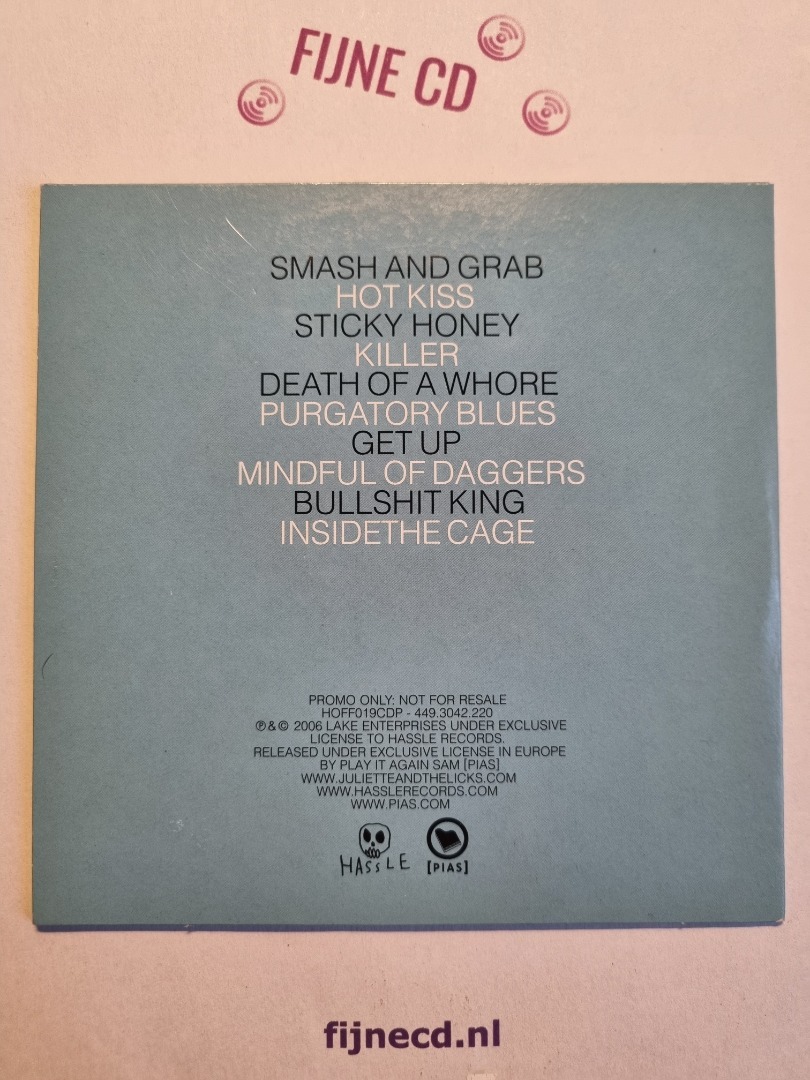 FIJNE CD
SMASH AND GRAB
HOT KISS
STICKY HONEY
KILLER
DEATH OF A WHORE
PURGATORY BLUES
GET UP
MINDFUL OF DAGGERS
BULLSHIT KING
INSIDETHE CAGE
PROMO ONLY: NOT FOR RESALE
HOFF019CDP - 449.3042.220
℗&© 2006 LAKE ENTERPRISES UNDER EXCLUSIVE
LICENSE TO HASSLE RECORDS.
RELEASED UNDER EXCLUSIVE LICENSE IN EUROPE
BY PLAY IT AGAIN SAM [PIAS]
WWW.JULIETTEANDTHELICKS.COM
WWW.HASSLERECORDS.COM
WWW.PIAS.COM
HASSLE [PIAS]
fijnecd.nl